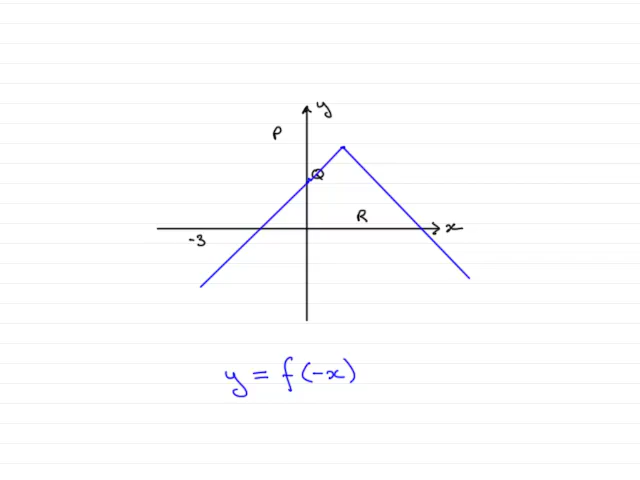 y
P
Q
R
x
-3
y = f(-x)